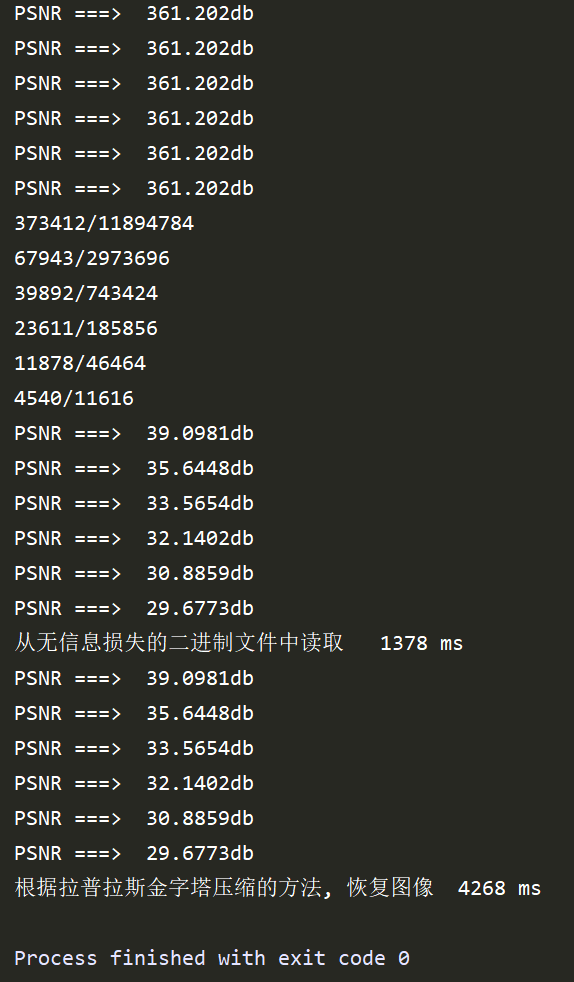 PSNR ===>  361.202db
PSNR ===>  361.202db
PSNR ===>  361.202db
PSNR ===>  361.202db
PSNR ===>  361.202db
PSNR ===>  361.202db
373412/11894784
67943/2973696
39892/743424
23611/185856
11878/46464
4540/11616
PSNR ===>  39.0981db
PSNR ===>  35.6448db
PSNR ===>  33.5654db
PSNR ===>  32.1402db
PSNR ===>  30.8859db
PSNR ===>  29.6773db
从无信息损失的二进制文件中读取   1378 ms
PSNR ===>  39.0981db
PSNR ===>  35.6448db
PSNR ===>  33.5654db
PSNR ===>  32.1402db
PSNR ===>  30.8859db
PSNR ===>  29.6773db
根据拉普拉斯金字塔压缩的方法, 恢复图像  4268 ms
Process finished with exit code 0